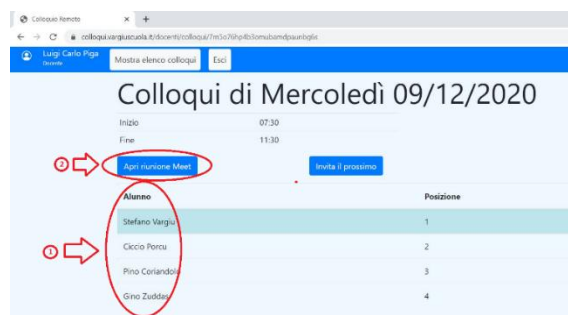 Colloquio Remoto
colloqui.vargiuscuola.it/docenti/colloqui/7m5o76hp4b3omubamdpaunbg6s
Luigi Carlo Piga
Docente
Mostra elenco colloqui Esci
Colloqui di Mercoledì 09/12/2020
Inizio 07:30
Fine 11:30
2 Apri riunione Meet Invita il prossimo
Alunno Posizione
Stefano Vargiu 1
1 Ciccio Porcu 2
Pino Coriandolo 3
Gino Zuddas 4